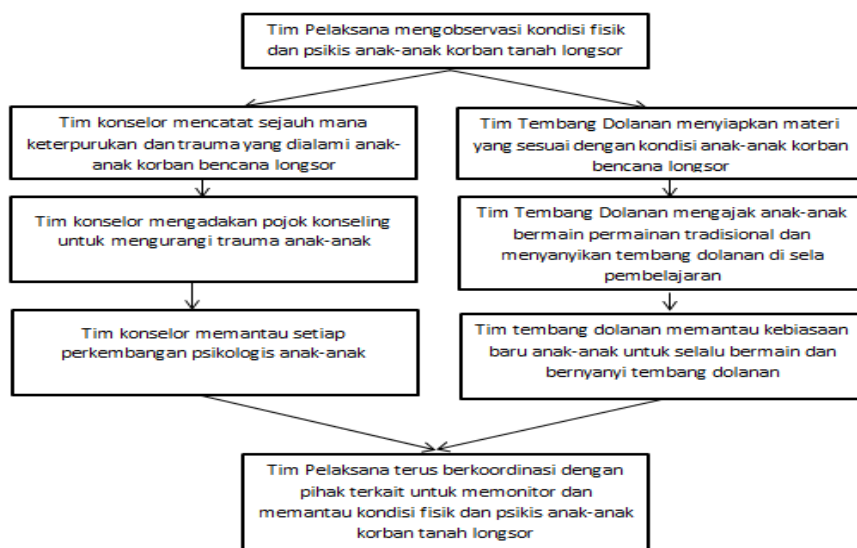 Tim Pelaksana mengobservasi kondisi fisik
dan psikis anak-anak korban tanah longsor
Tim konselor mencatat sejauh mana
keterpurukan dan trauma yang dialami anak-
anak korban bencana longsor
Tim Tembang Dolanan menyiapkan materi
yang sesuai dengan kondisi anak-anak korban
bencana longsor
Tim konselor mengadakan pojok konseling
untuk mengurangi trauma anak-anak
Tim Tembang Dolanan mengajak anak-anak
bermain permainan tradisional dan
menyanyikan tembang dolanan di sela
pembelajaran
Tim konselor memantau setiap
perkembangan psikologis anak-anak
Tim tembang dolanan memantau kebiasaan
baru anak-anak untuk selalu bermain dan
bernyanyi tembang dolanan
Tim Pelaksana terus berkoordinasi dengan
pihak terkait untuk memonitor dan
memantau kondisi fisik dan psikis anak-anak
korban tanah longsor